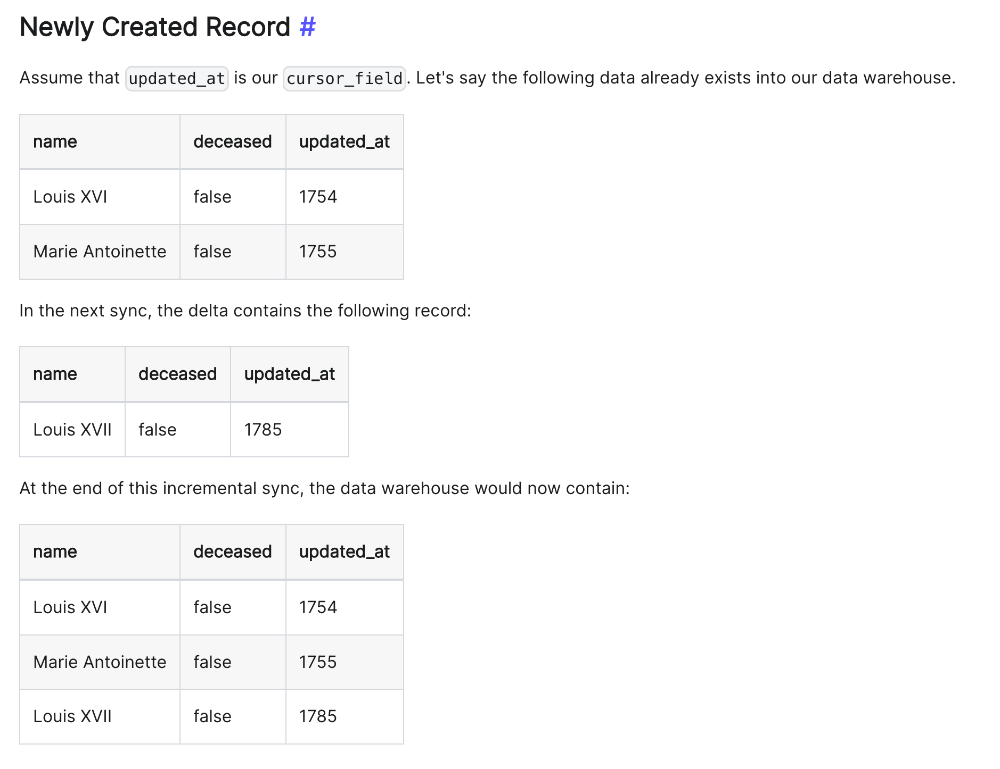 Newly Created Record #
Assume that updated_at is our cursor_field. Let's say the following data already exists into our data warehouse.
name deceased updated_at
Louis XVI false 1754
Marie Antoinette false 1755
In the next sync, the delta contains the following record:
name deceased updated_at
Louis XVII false 1785
At the end of this incremental sync, the data warehouse would now contain:
name deceased updated_at
Louis XVI false 1754
Marie Antoinette false 1755
Louis XVII false 1785